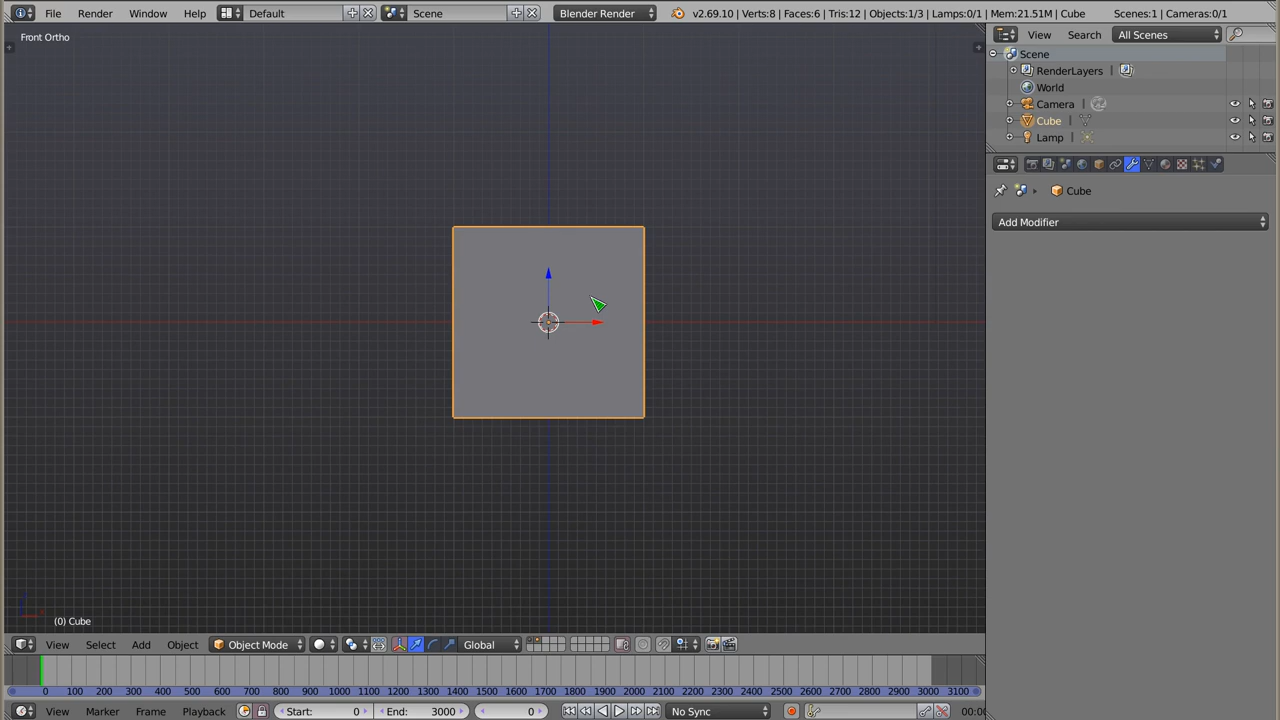 File Render Window Help Default Scene Blender Render v2.69.10 | Verts:8 | Faces:6 | Tris:12 | Objects:1/3 | Lamps:0/1 | Mem:21.51M | Cube Scenes:1 | Cameras:0/1
Front Ortho
View Search All Scenes
Scene
RenderLayers
World
Camera
Cube
Lamp
Cube
Add Modifier
(0) Cube
View Select Add Object Object Mode Global
0 100 200 300 400 500 600 700 800 900 1000 1100 1200 1300 1400 1500 1600 1700 1800 1900 2000 2100 2200 2300 2400 2500 2600 2700 2800 2900 3000 3100
View Marker Frame Playback Start: 0 End: 3000 0 No Sync